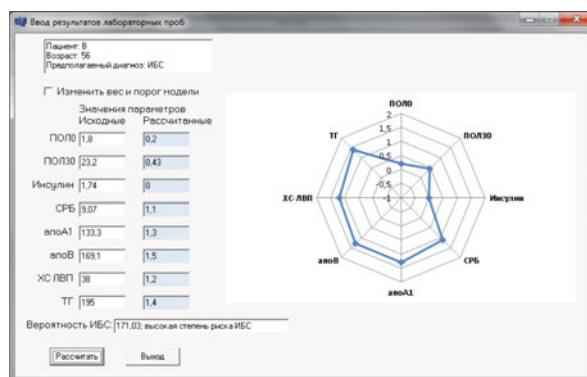 Ввод результатов лабораторных проб
Пациент: В
Возраст: 56
Предполагаемый диагноз: ИБС
Изменить вес и порог модели
Значения параметров
Исходные Рассчитанные
ПОЛ0 1,8 0,2
ПОЛ30 23,2 0,43
Инсулин 1,74 0
СРБ 9,07 1,1
апоА1 133,3 1,3
апоВ 169,1 1,5
ХС ЛВП 38 1,2
ТГ 195 1,4
Вероятность ИБС: 171,03; высокая степень риска ИБС
Рассчитать Выход
ПОЛ0
ПОЛ30
Инсулин
СРБ
апоА1
апоВ
ХС-ЛВП
ТГ
2
1,5
1
0,5
0
-0,5
-1